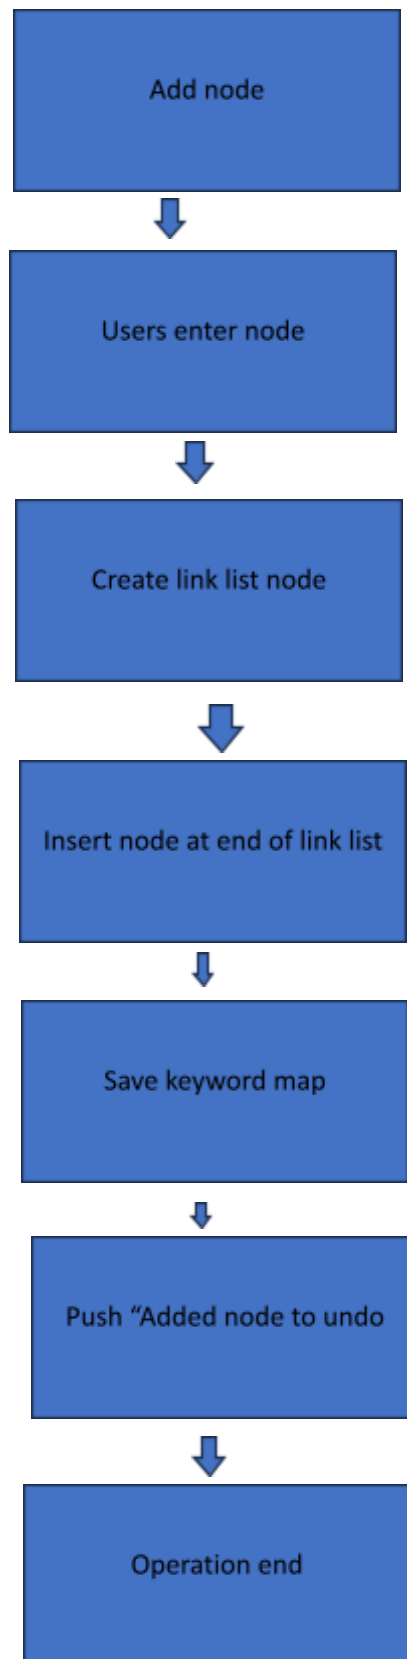 Add node
Users enter node
Create link list node
Insert node at end of link list
Save keyword map
Push “Added node to undo
Operation end